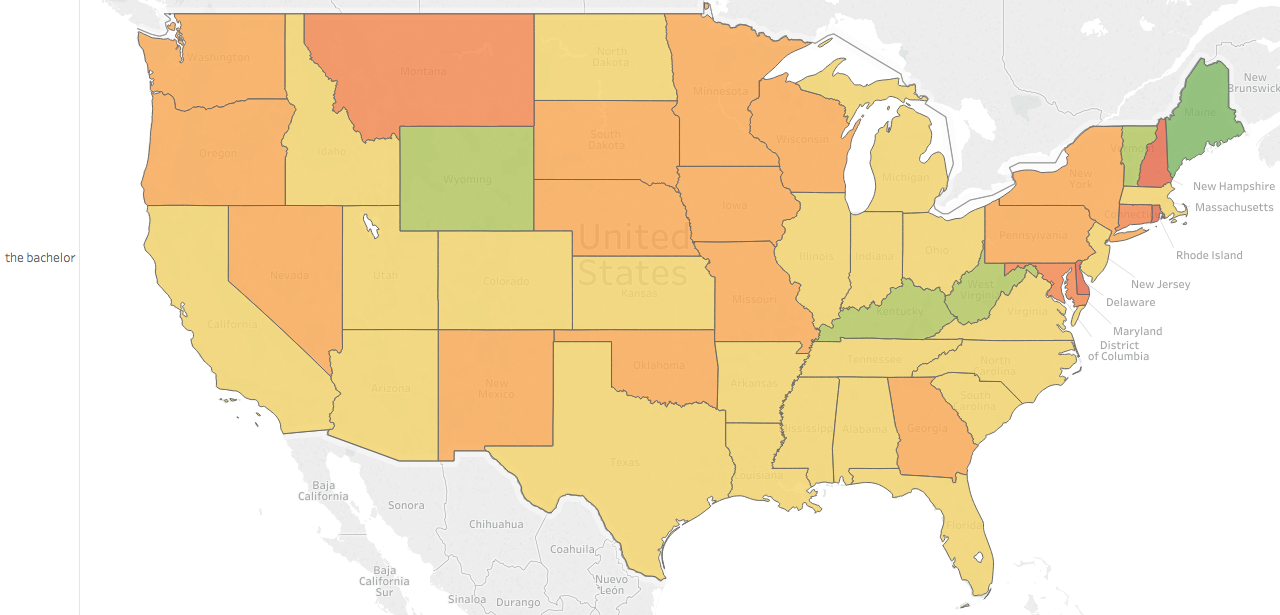 the bachelor
Washington
Montana
North
Dakota
Minnesota
Oregon
Idaho
Wyoming
South
Dakota
Wisconsin
Michigan
Iowa
New
York
Vermont
Maine
New
Brunswick
New Hampshire
Massachusetts
Connecti
Rhode Island
Pennsylvania
New Jersey
Delaware
Maryland
District
of Columbia
Nevada
Utah
Colorado
United
States
Kansas
Missouri
Illinois
Indiana
Ohio
West
Virginia
Virginia
Kentucky
California
Arizona
New
Mexico
Oklahoma
Arkansas
Tennessee
North
Carolina
South
Carolina
Mississippi
Alabama
Georgia
Texas
Louisiana
Florida
Baja
California
Sonora
Chihuahua
Coahuila
Baja
California
Sur
Sinaloa
Durango
Nuevo
León